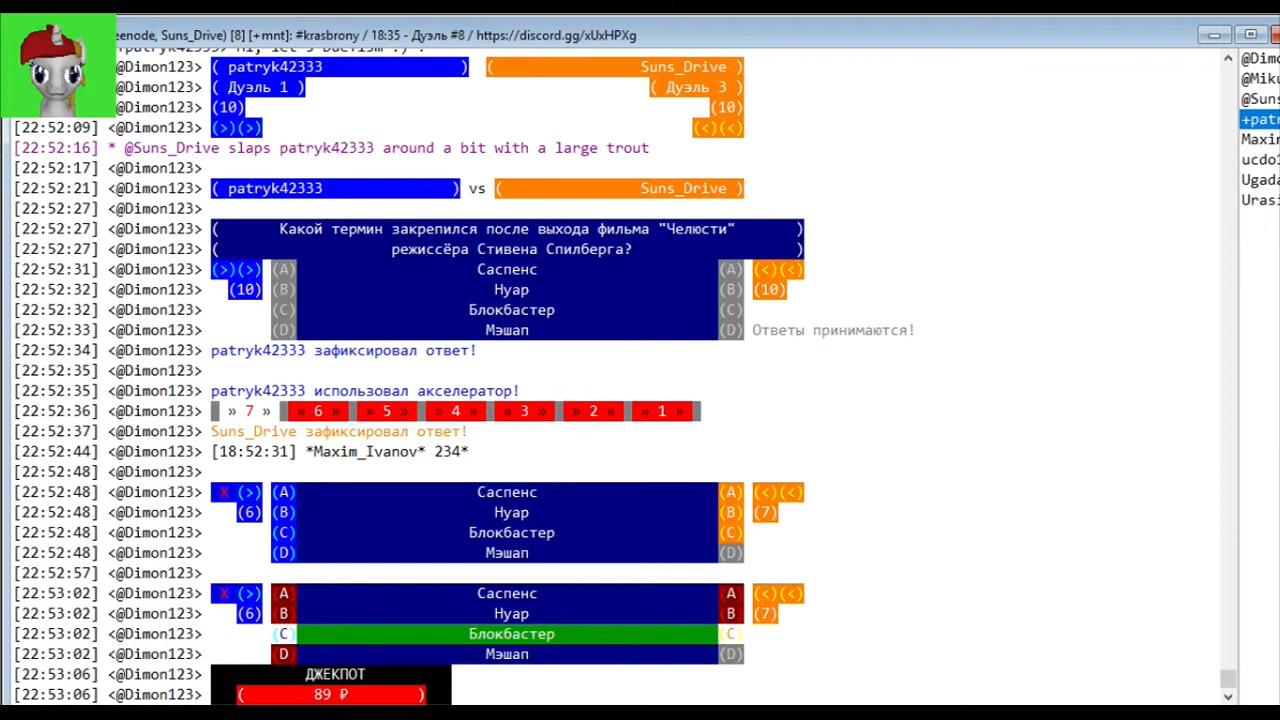 eenode, Suns_Drive) [8] [+mnt]: #krasbrony / 18:35 - Дуэль #8 / https://discord.gg/xUxHPXg
@Dimon123> ( patryk42333 ) ( Suns_Drive )
@Dimon123> ( Дуэль 1 ) ( Дуэль 3 )
@Dimon123> (10) (10)
[22:52:09] <@Dimon123> (>)(>) (<)(<)
[22:52:16] * @Suns_Drive slaps patryk42333 around a bit with a large trout
[22:52:17] <@Dimon123>
[22:52:21] <@Dimon123> ( patryk42333 ) vs ( Suns_Drive )
[22:52:27] <@Dimon123>
[22:52:27] <@Dimon123> ( Какой термин закрепился после выхода фильма "Челюсти" )
[22:52:27] <@Dimon123> ( режиссёра Стивена Спилберга? )
[22:52:31] <@Dimon123> (>)(>) (A) Саспенс (A) (<)(<)
[22:52:32] <@Dimon123> (10) (B) Нуар (B) (10)
[22:52:32] <@Dimon123> (C) Блокбастер (C)
[22:52:33] <@Dimon123> (D) Мэшап (D) Ответы принимаются!
[22:52:34] <@Dimon123> patryk42333 зафиксировал ответ!
[22:52:35] <@Dimon123>
[22:52:35] <@Dimon123> patryk42333 использовал акселератор!
[22:52:36] <@Dimon123> » 7 » » 6 » » 5 » » 4 » » 3 » » 2 » » 1 »
[22:52:37] <@Dimon123> Suns_Drive зафиксировал ответ!
[22:52:44] <@Dimon123> [18:52:31] *Maxim_Ivanov* 234*
[22:52:48] <@Dimon123>
[22:52:48] <@Dimon123> X (>) (A) Саспенс (A) (<)(<)
[22:52:48] <@Dimon123> (6) (B) Нуар (B) (7)
[22:52:48] <@Dimon123> (C) Блокбастер (C)
[22:52:48] <@Dimon123> (D) Мэшап (D)
[22:52:57] <@Dimon123>
[22:53:02] <@Dimon123> X (>) (A Саспенс A) (<)(<)
[22:53:02] <@Dimon123> (6) (B Нуар B) (7)
[22:53:02] <@Dimon123> (C) Блокбастер (C)
[22:53:02] <@Dimon123> (D Мэшап (D)
[22:53:06] <@Dimon123> ДЖЕКПОТ
[22:53:06] <@Dimon123> ( 89 ₽ )
@Dimo
@Miku
@Suns
+patr
Maxim
ucdo1
Ugada
Urasi